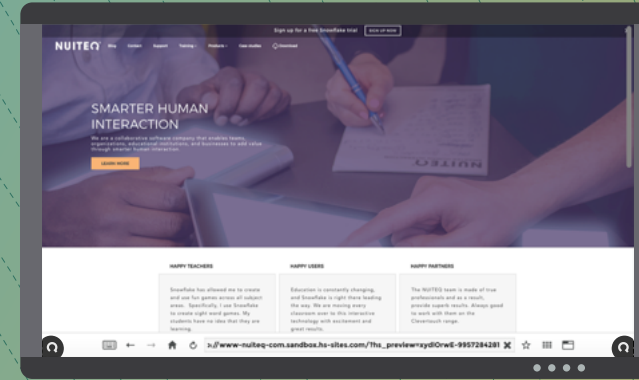 Sign up for a free Snowflake trial SIGN UP NOW
NUITEQ Blog Contact Support Training Products Case studies Download
SMARTER HUMAN
INTERACTION
We are a collaborative software company that enables teams,
organizations, educational institutions, and businesses to add value
through smarter human interaction
LEARN MORE
NUITEQ
HAPPY TEACHERS HAPPY USERS HAPPY PARTNERS
Snowflake has allowed me to create
and use fun games across all subject
areas. Specifically, I use Snowflake
to create sight word games. My
students have no idea that they are
learning.
Education is constantly changing,
and Snowflake is right there leading
the way. We are moving every
classroom over to this interactive
technology with excitement and
great results.
The NUITEQ team is made of true
professionals and as a result,
provide superb results. Always good
to work with them on the
Clevertouch range.
s://www-nuiteq-com.sandbox.hs-sites.com/?hs_preview=xydlOrwE-9957284281